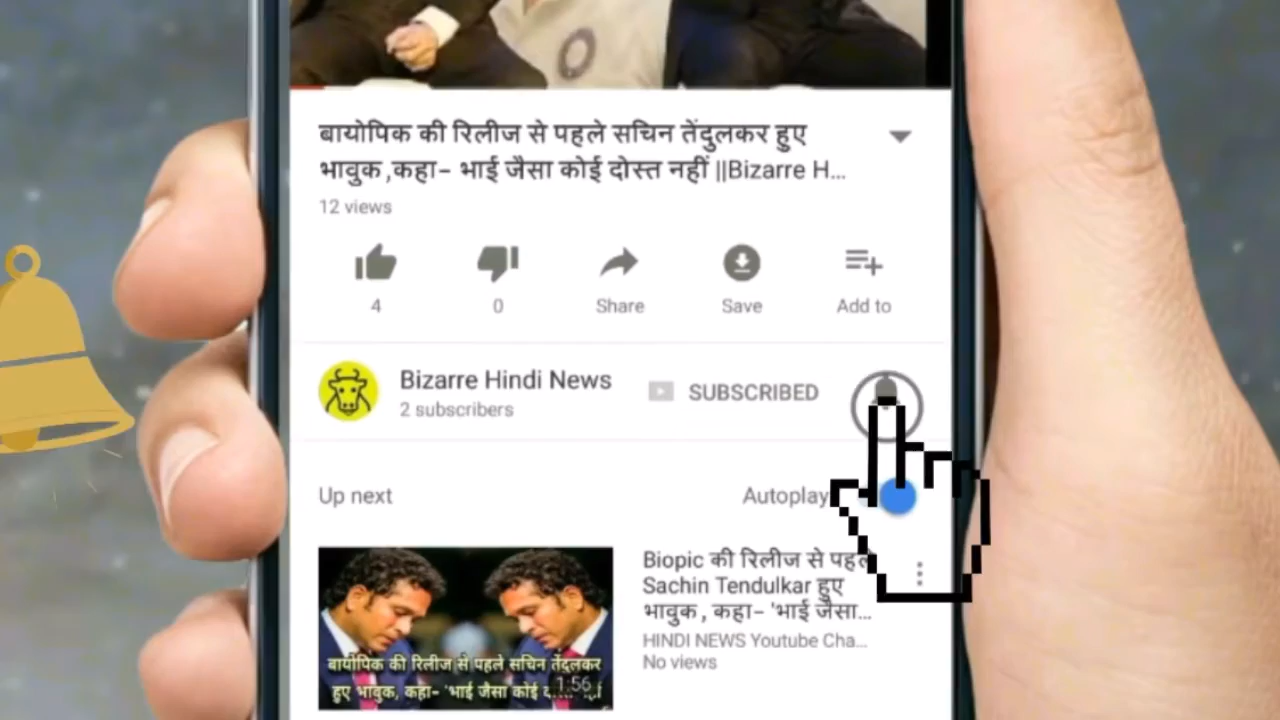 बायोपिक की रिलीज से पहले सचिन तेंदुलकर हुए
भावुक,कहा- भाई जैसा कोई दोस्त नहीं ||Bizarre H...
12 views
4
0
Share
Save
Add to
Bizarre Hindi News
2 subscribers
SUBSCRIBED
Up next
Autoplay
Biopic की रिलीज से पहले
Sachin Tendulkar हुए
भावुक, कहा- 'भाई जैसा...
HINDI NEWS Youtube Cha...
No views
बायोपिक की रिलीज से पहले सचिन तेंदुलकर
हुए भावुक, कहा- 'भाई जैसा कोई
1:56